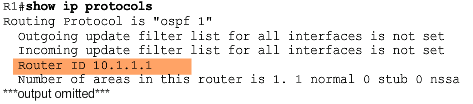 R1#show ip protocols
Routing Protocol is "ospf 1"
Outgoing update filter list for all interfaces is not set
Incoming update filter list for all interfaces is not set
Router ID 10.1.1.1
Number of areas in this router is 1. 1 normal 0 stub 0 nssa
***output omitted***